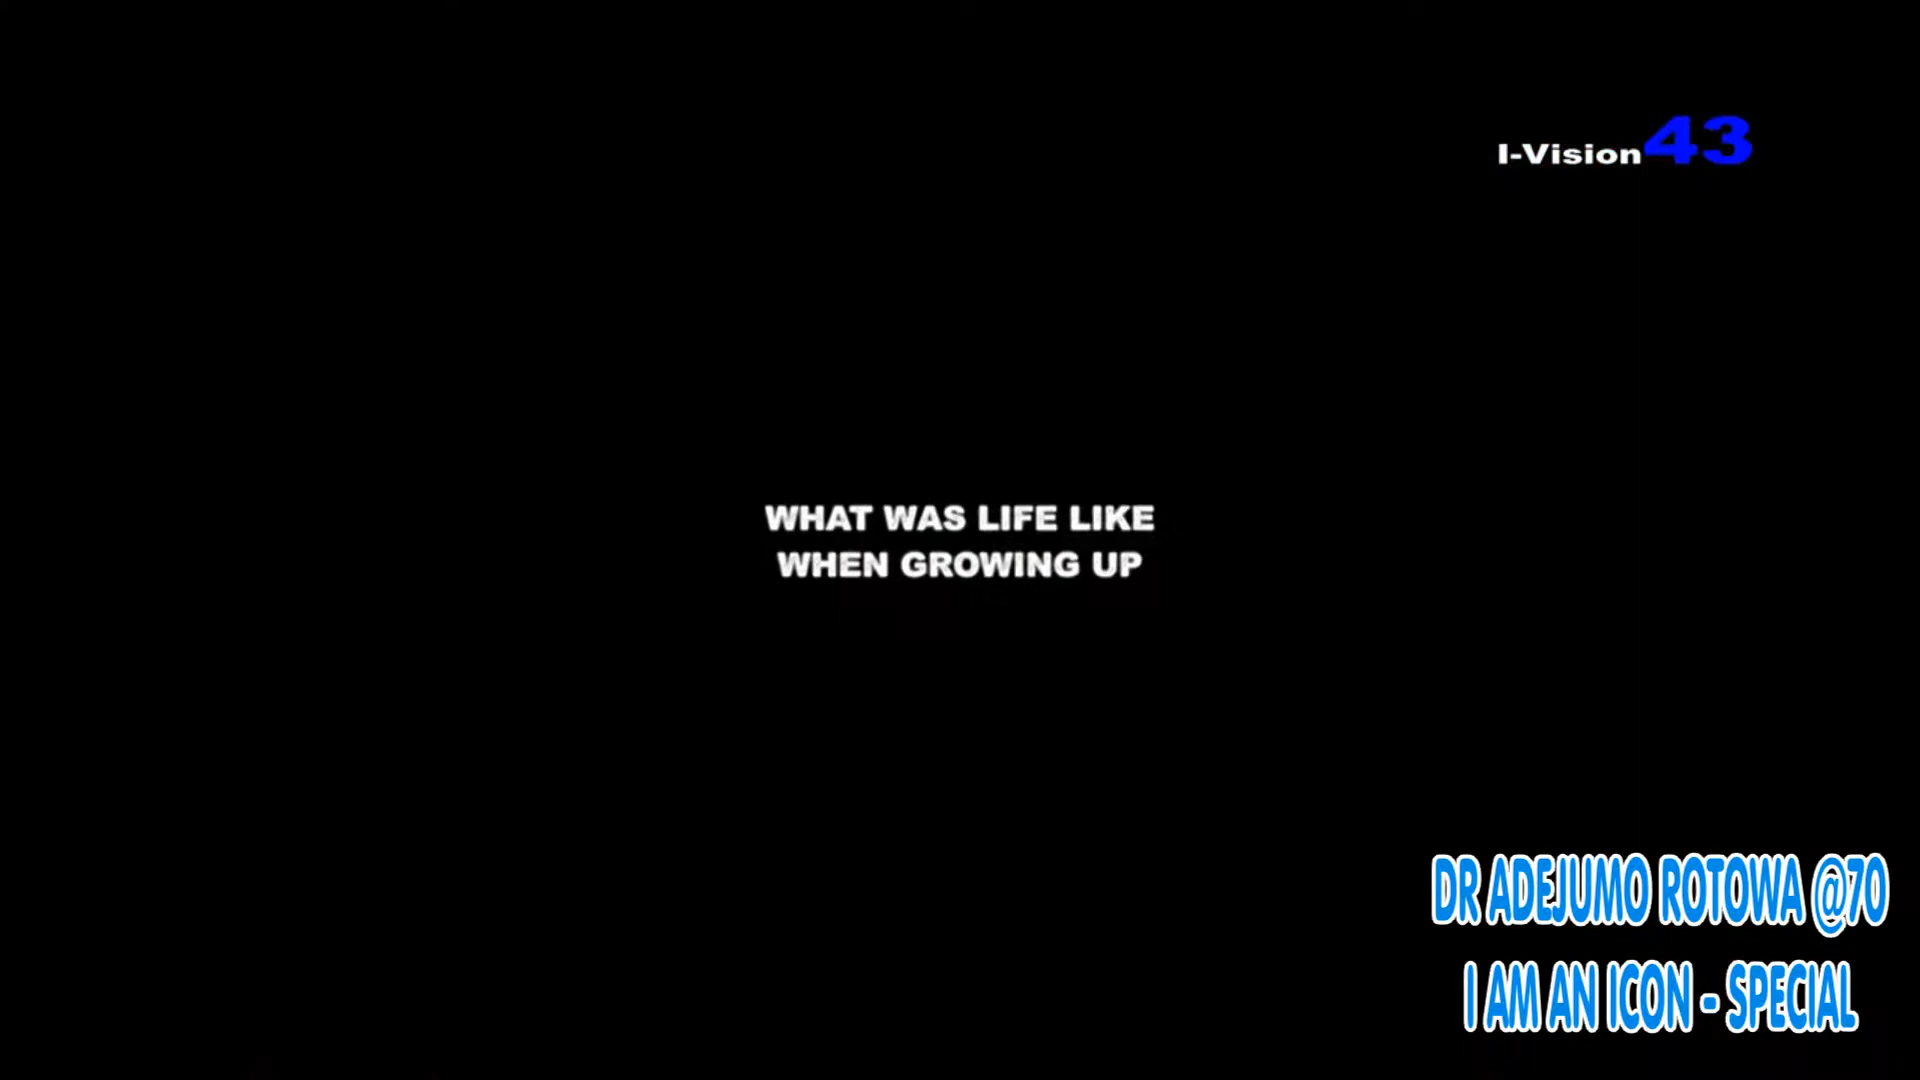 I-Vision43
WHAT WAS LIFE LIKE
WHEN GROWING UP
DR ADEJUMO ROTOWA @70
I AM AN ICON - SPECIAL